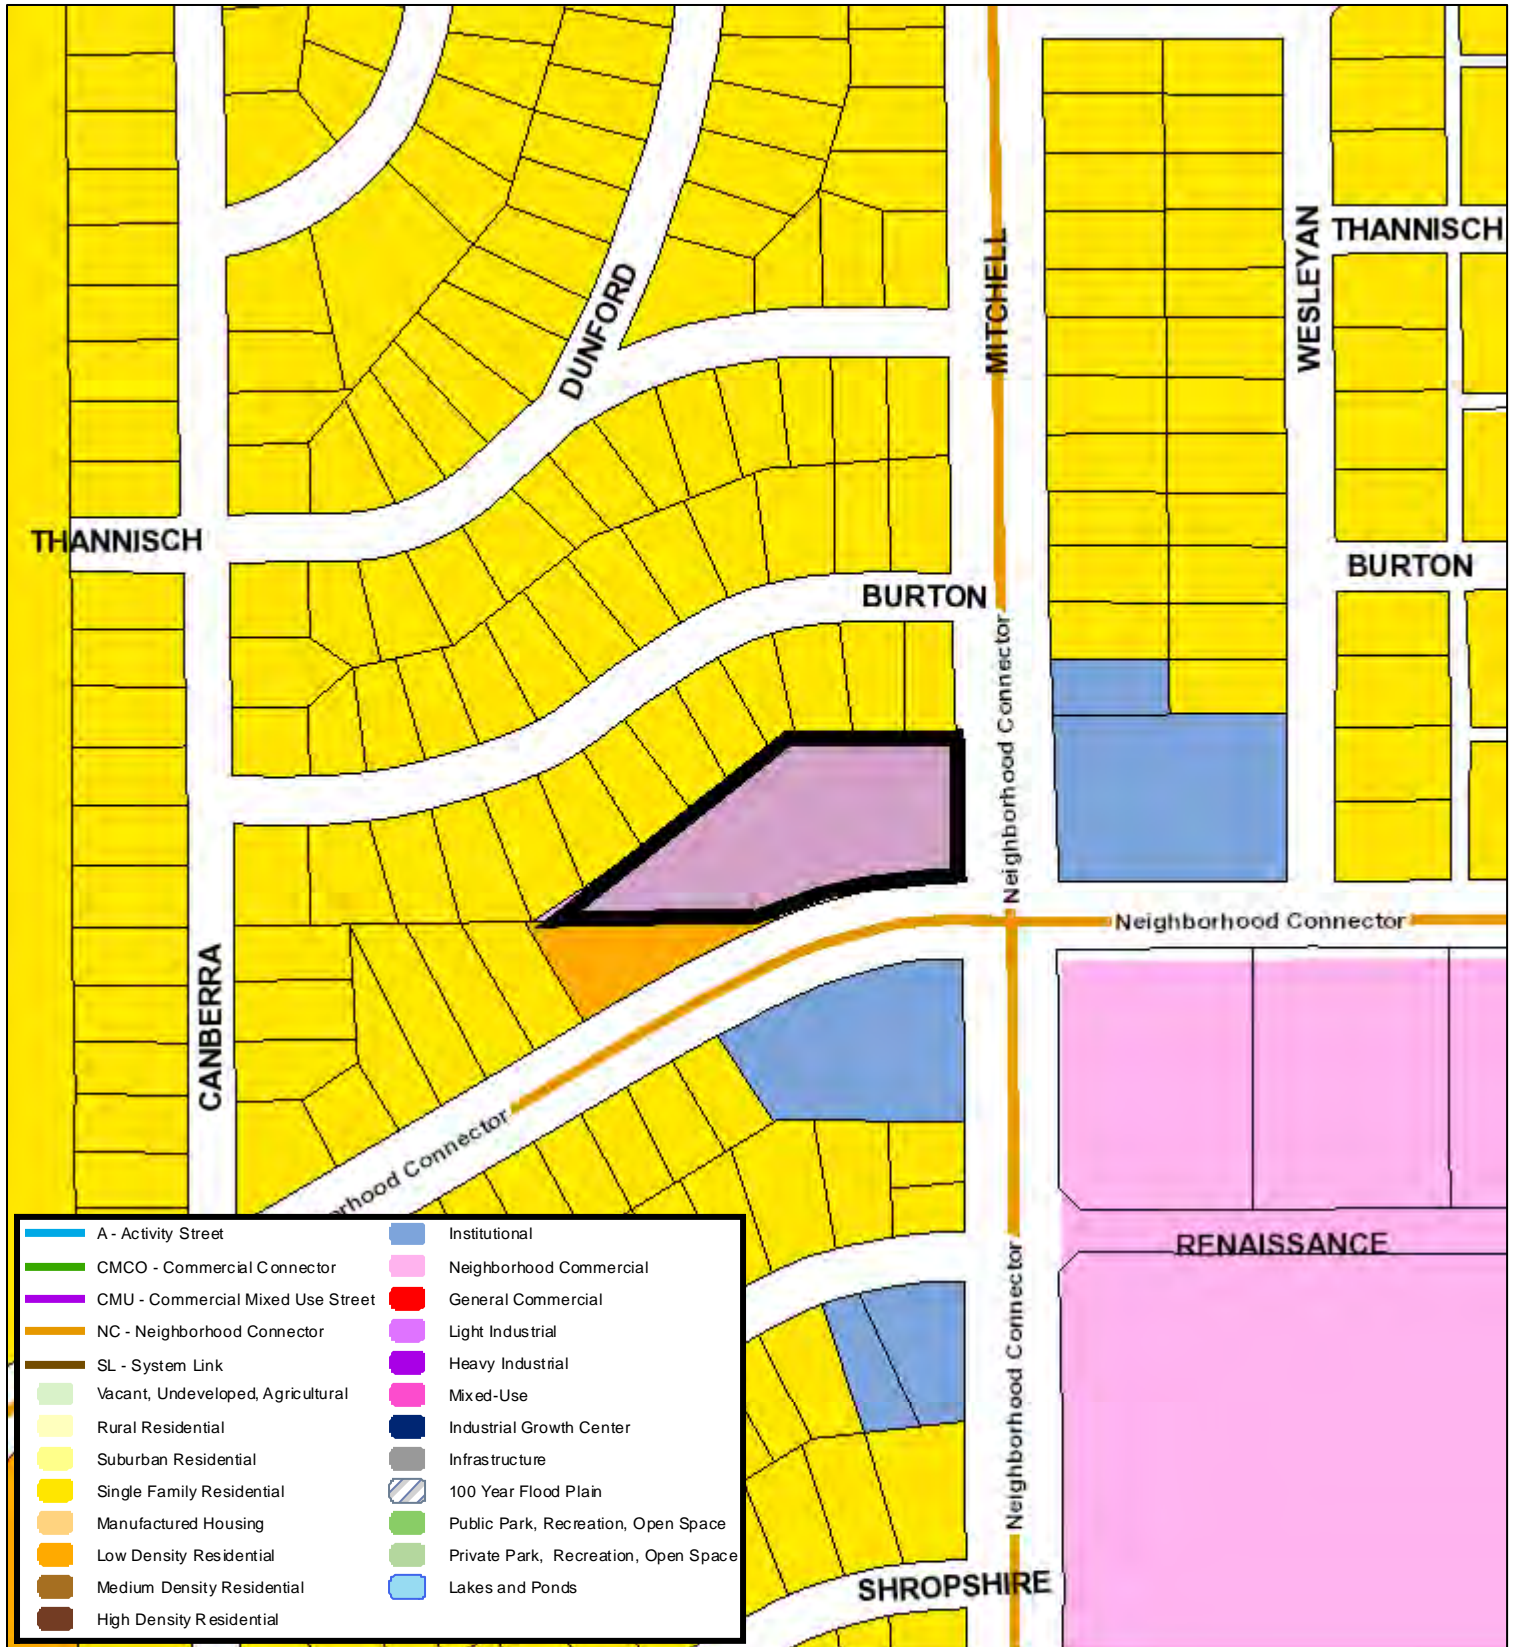 THANNISCH
MITCHELL
WESLEYAN
DUNFORD
THANNISCH
BURTON
BURTON
Neighborhood Connector
Neighborhood Connector
CANBERRA
Connector
RENAISSANCE
Neighborhood Connector
SHROPSHIRE
A - Activity Street
CMCO - Commercial Connector
CMU - Commercial Mixed Use Street
NC - Neighborhood Connector
SL - System Link
Vacant, Undeveloped, Agricultural
Rural Residential
Suburban Residential
Single Family Residential
Manufactured Housing
Low Density Residential
Medium Density Residential
High Density Residential
Institutional
Neighborhood Commercial
General Commercial
Light Industrial
Heavy Industrial
Mixed-Use
Industrial Growth Center
Infrastructure
100 Year Flood Plain
Public Park, Recreation, Open Space
Private Park, Recreation, Open Space
Lakes and Ponds